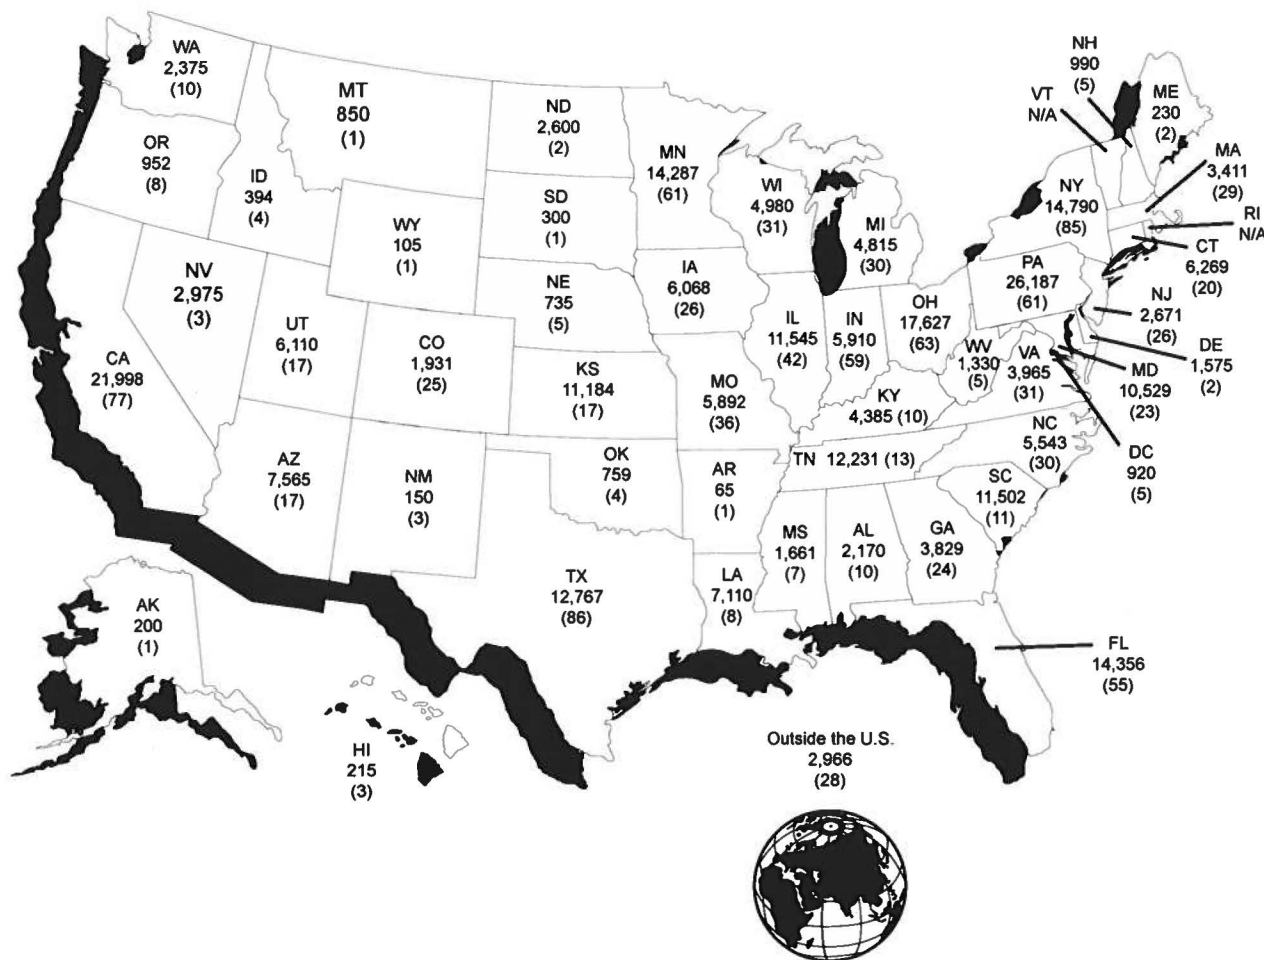 WA
2,375
(10)
OR
952
(8)
CA
21,998
(77)
ID
394
(4)
NV
2,975
(3)
MT
850
(1)
WY
105
(1)
UT
6,110
(17)
AZ
7,565
(17)
CO
1,931
(25)
NM
150
(3)
ND
2,600
(2)
SD
300
(1)
NE
735
(5)
KS
11,184
(17)
OK
759
(4)
TX
12,767
(86)
MN
14,287
(61)
IA
6,068
(26)
MO
5,892
(36)
AR
65
(1)
LA
7,110
(8)
WI
4,980
(31)
IL
11,545
(42)
MI
4,815
(30)
IN
5,910
(59)
OH
17,627
(63)
KY
4,385 (10)
TN 12,231 (13)
MS
1,661
(7)
AL
2,170
(10)
GA
3,829
(24)
FL
14,356
(55)
SC
11,502
(11)
NC
5,543
(30)
WV
1,330
(5)
VA
3,965
(31)
PA
26,187
(61)
NY
14,790
(85)
VT
N/A
NH
990
(5)
ME
230
(2)
MA
3,411
(29)
RI
N/A
CT
6,269
(20)
NJ
2,671
(26)
DE
1,575
(2)
MD
10,529
(23)
DC
920
(5)
AK
200
(1)
HI
215
(3)
Outside the U.S.
2,966
(28)